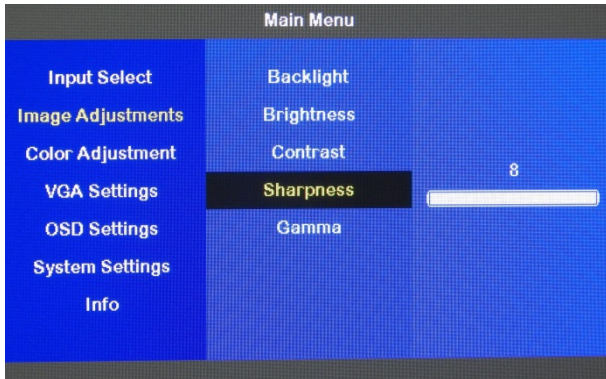 Main Menu
Input Select
Image Adjustments
Color Adjustment
VGA Settings
OSD Settings
System Settings
Info
Backlight
Brightness
Contrast
Sharpness
Gamma
8